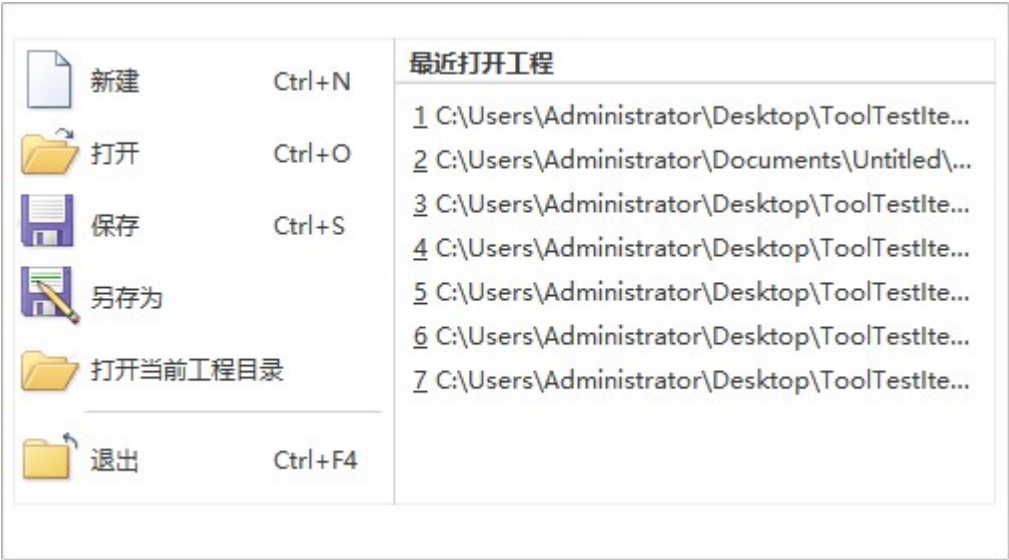 新建 Ctrl+N
打开 Ctrl+O
保存 Ctrl+S
另存为
打开当前工程目录
退出 Ctrl+F4
最近打开工程
1 C:\Users\Administrator\Desktop\ToolTestIte...
2 C:\Users\Administrator\Documents\Untitled\...
3 C:\Users\Administrator\Desktop\ToolTestIte...
4 C:\Users\Administrator\Desktop\ToolTestIte...
5 C:\Users\Administrator\Desktop\ToolTestIte...
6 C:\Users\Administrator\Desktop\ToolTestIte...
7 C:\Users\Administrator\Desktop\ToolTestIte...